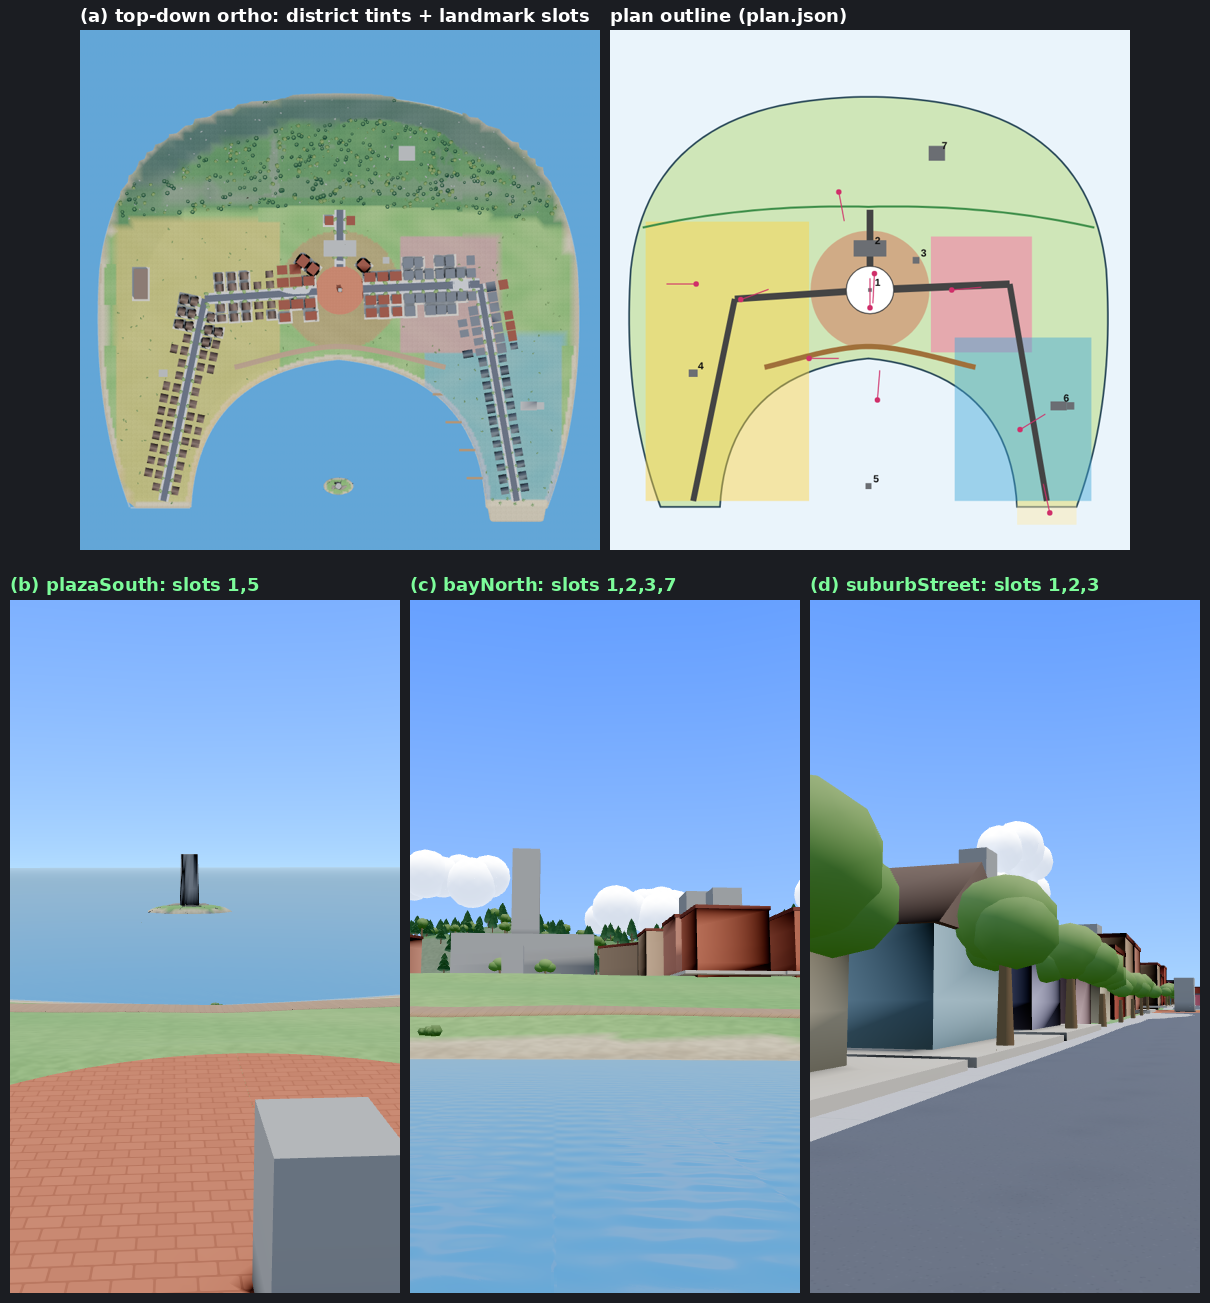 (a) top-down ortho: district tints + landmark slots
plan outline (plan.json)
7
2
3
1
4
6
5
(b) plazaSouth: slots 1,5
(c) bayNorth: slots 1,2,3,7
(d) suburbStreet: slots 1,2,3